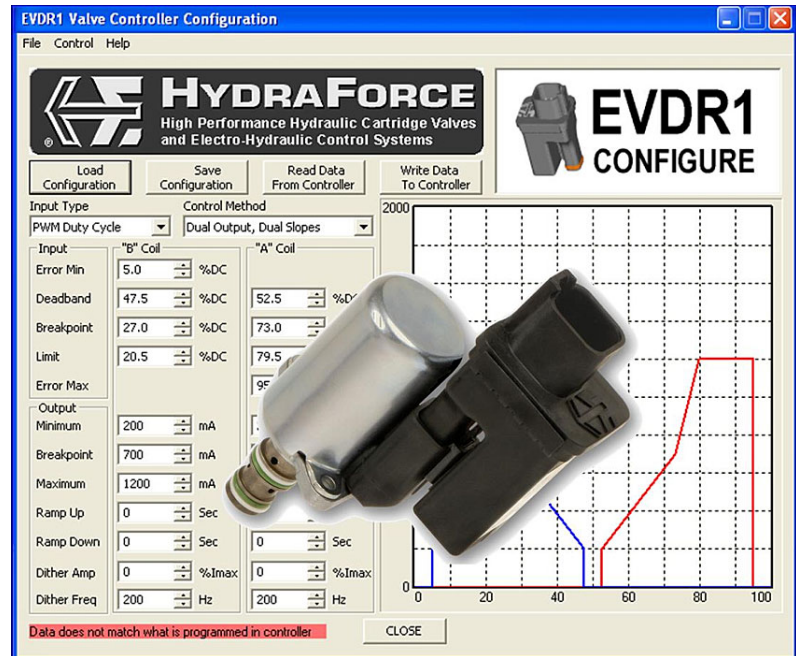 EVDR1 Valve Controller Configuration
File Control Help
HYDRAFORCE
High Performance Hydraulic Cartridge Valves
and Electro-Hydraulic Control Systems
®
EVDR1
CONFIGURE
Load
Configuration
Save
Configuration
Read Data
From Controller
Write Data
To Controller
Input Type
Control Method
PWM Duty Cycle
Dual Output, Dual Slopes
Input
"B" Coil
"A" Coil
Error Min 5.0 %DC
Deadband 47.5 %DC 52.5
Breakpoint 27.0 %DC 73.0
Limit 20.5 %DC 79.5
Error Max
Output
Minimum 200 mA
Breakpoint 700 mA
Maximum 1200 mA
Ramp Up 0 Sec
Ramp Down 0 Sec 0 Sec
Dither Amp 0 %Imax 0 %Imax
Dither Freq 200 Hz 200 Hz
2000
0
0 20 40 60 80 100
Data does not match what is programmed in controller
CLOSE